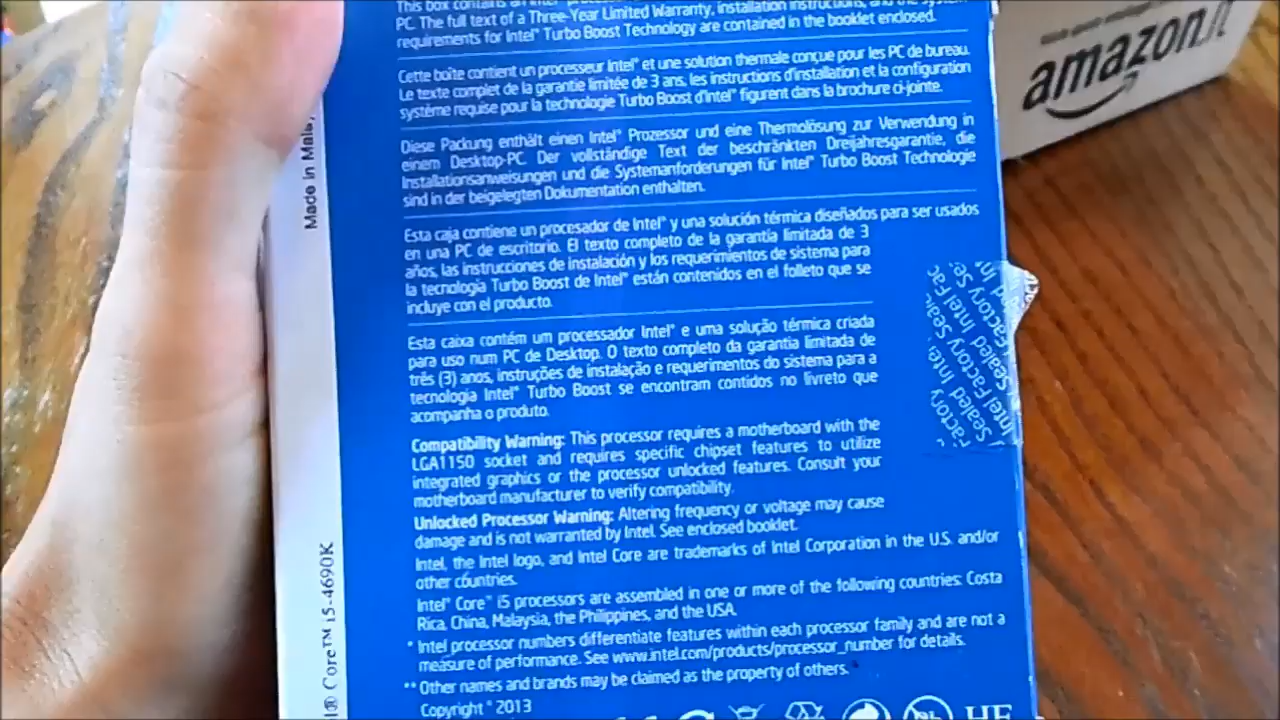 This box contains an Intel® processor
PC. The full text of a Three-Year Limited Warranty, installation instructions, and the system
requirements for Intel® Turbo Boost Technology are contained in the booklet enclosed.
Cette boîte contient un processeur Intel® et une solution thermale conçue pour les PC de bureau.
Le texte complet de la garantie limitée de 3 ans, les instructions d'installation et la configuration
système requise pour la technologie Turbo Boost d'Intel® figurent dans la brochure ci-jointe.
Diese Packung enthält einen Intel® Prozessor und eine Thermolösung zur Verwendung in
einem Desktop-PC. Der vollständige Text der beschränkten Dreijahresgarantie, die
Installationsanweisungen und die Systemanforderungen für Intel® Turbo Boost Technologie
sind in der beigelegten Dokumentation enthalten.
Esta caja contiene un procesador de Intel® y una solución térmica diseñados para ser usados
en una PC de escritorio. El texto completo de la garantía limitada de 3
años, las instrucciones de instalación y los requerimientos de sistema para
la tecnología Turbo Boost de Intel® están contenidos en el folleto que se
incluye con el producto.
Esta caixa contém um processador Intel® e uma solução térmica criada
para uso num PC de Desktop. O texto completo da garantia limitada de
três (3) anos, instruções de instalação e requerimentos do sistema para a
tecnologia Intel® Turbo Boost se encontram contidos no livreto que
acompanha o produto.
Compatibility Warning: This processor requires a motherboard with the
LGA1150 socket and requires specific chipset features to utilize
integrated graphics or the processor unlocked features. Consult your
motherboard manufacturer to verify compatibility.
Unlocked Processor Warning: Altering frequency or voltage may cause
damage and is not warranted by Intel. See enclosed booklet.
Intel, the Intel logo, and Intel Core are trademarks of Intel Corporation in the U.S. and/or
other countries.
Intel® Core™ i5 processors are assembled in one or more of the following countries: Costa
Rica, China, Malaysia, the Philippines, and the USA.
* Intel processor numbers differentiate features within each processor family and are not a
measure of performance. See www.intel.com/products/processor_number for details.
** Other names and brands may be claimed as the property of others.
Copyright © 2013
Made in Malay
l® Core™ i5-4690K
Factory Sealed Intel Fac
Sealed Intel Factory Se
Intel Factory Sealed In
amazon.it